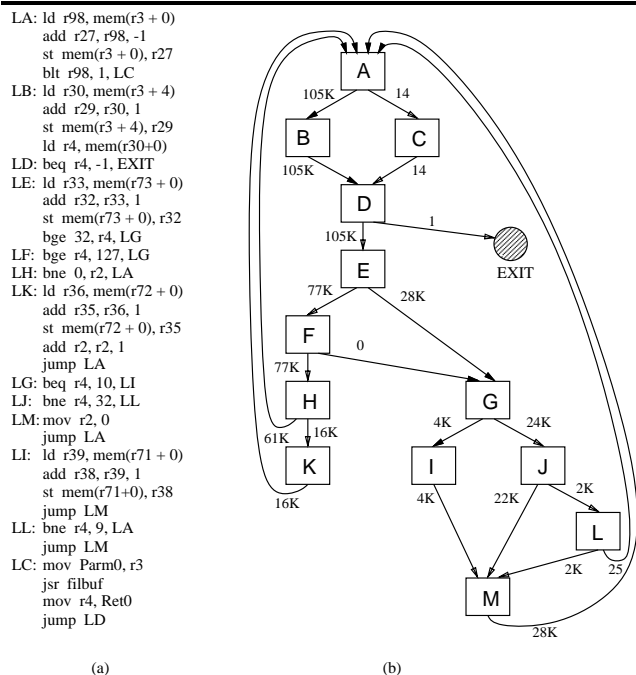 LA: ld r98, mem(r3 + 0)
add r27, r98, -1
st mem(r3 + 0), r27
blt r98, 1, LC
LB: ld r30, mem(r3 + 4)
add r29, r30, 1
st mem(r3 + 4), r29
ld r4, mem(r30+0)
LD: beq r4, -1, EXIT
LE: ld r33, mem(r73 + 0)
add r32, r33, 1
st mem(r73 + 0), r32
bge 32, r4, LG
LF: bge r4, 127, LG
LH: bne 0, r2, LA
LK: ld r36, mem(r72 + 0)
add r35, r36, 1
st mem(r72 + 0), r35
add r2, r2, 1
jump LA
LG: beq r4, 10, LI
LJ: bne r4, 32, LL
LM: mov r2, 0
jump LA
LI: ld r39, mem(r71 + 0)
add r38, r39, 1
st mem(r71+0), r38
jump LM
LL: bne r4, 9, LA
jump LM
LC: mov Parm0, r3
jsr filbuf
mov r4, Ret0
jump LD
(a)
A
105K
14
B
C
105K
14
D
105K
1
EXIT
E
77K
28K
F
0
77K
H
G
61K
16K
4K
24K
K
I
J
16K
4K
22K
2K
L
2K
25
M
28K
(b)